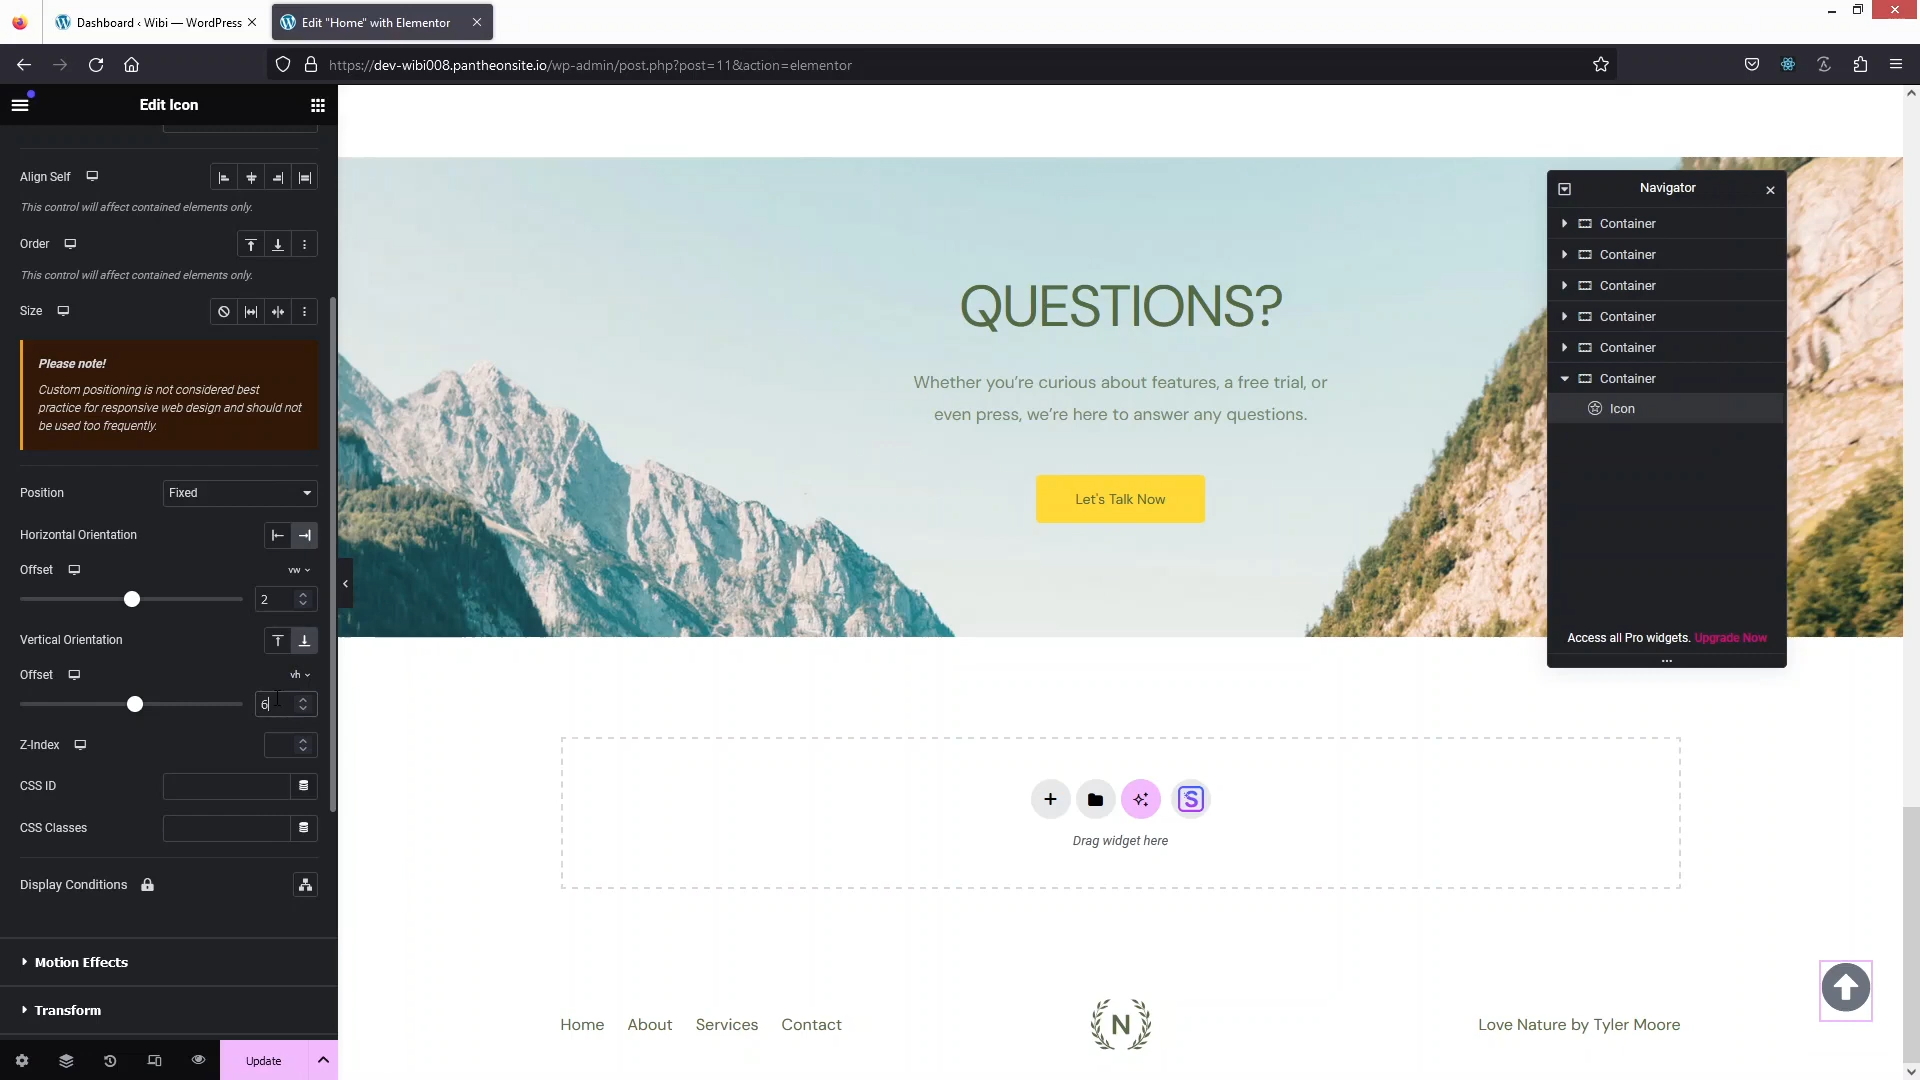 Dashboard ‹ Wibi — WordPress
Edit "Home" with Elementor
https://dev-wibi008.pantheonsite.io/wp-admin/post.php?post=11&action=elementor
Edit Icon
Align Self
This control will affect contained elements only.
Order
This control will affect contained elements only.
Size
Please note!
Custom positioning is not considered best
practice for responsive web design and should not
be used too frequently.
Position
Fixed
Horizontal Orientation
Offset
vw
2
Vertical Orientation
Offset
vh
6
Z-Index
CSS ID
CSS Classes
Display Conditions
Motion Effects
Transform
Update
QUESTIONS?
Whether you’re curious about features, a free trial, or
even press, we’re here to answer any questions.
Let's Talk Now
Navigator
Container
Container
Container
Container
Container
Container
Icon
Access all Pro widgets. Upgrade Now
S
Drag widget here
Home
About
Services
Contact
N
Love Nature by Tyler Moore